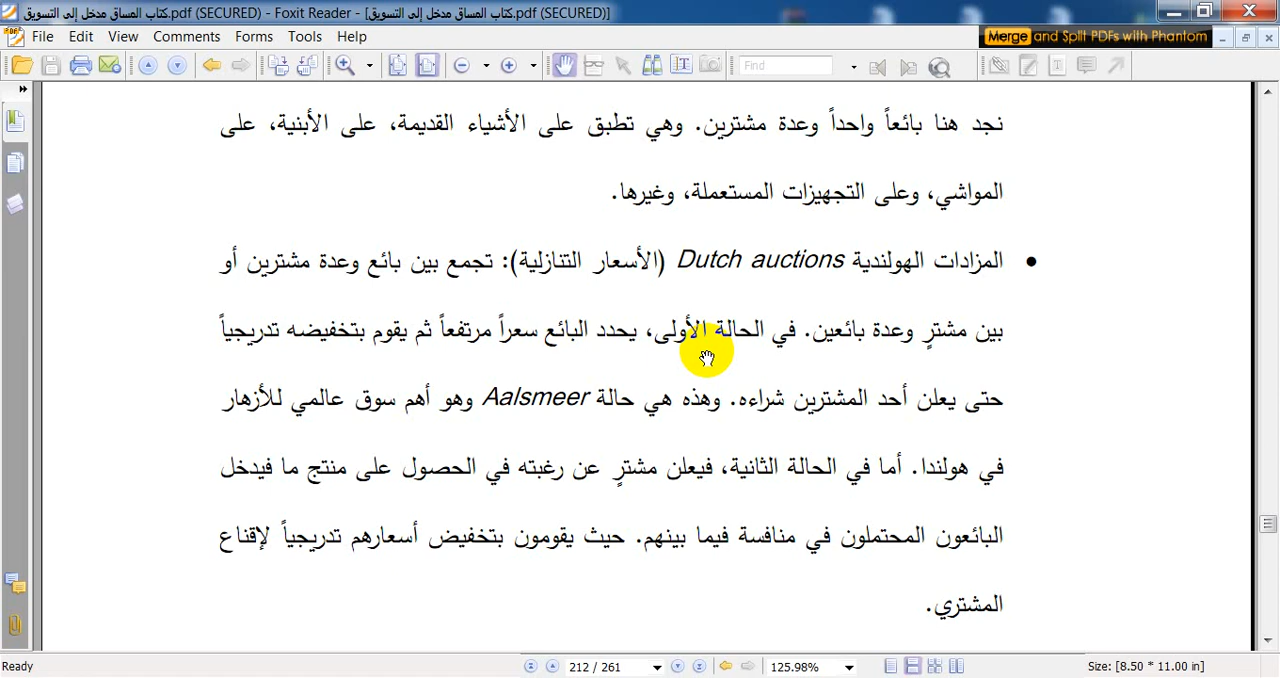 كتاب المساق مدخل إلى التسويق.pdf (SECURED) - Foxit Reader - [كتاب المساق مدخل إلى التسويق.pdf (SECURED)]
File Edit View Comments Forms Tools Help
Merge and Split PDFs with Phantom
Find
نجد هنا بائعاً واحداً وعدة مشترين. وهي تطبق على الأشياء القديمة، على الأبنية، على
المواشي، وعلى التجهيزات المستعملة، وغيرها.
• المزادات الهولندية Dutch auctions (الأسعار التنازلية): تجمع بين بائع وعدة مشترين أو
بين مشترٍ وعدة بائعين. في الحالة الأولى، يحدد البائع سعراً مرتفعاً ثم يقوم بتخفيضه تدريجياً
حتى يعلن أحد المشترين شراءه. وهذه هي حالة Aalsmeer وهو أهم سوق عالمي للأزهار
في هولندا. أما في الحالة الثانية، فيعلن مشترٍ عن رغبته في الحصول على منتج ما فيدخل
البائعون المحتملون في منافسة فيما بينهم. حيث يقومون بتخفيض أسعارهم تدريجياً لإقناع
المشتري.
Ready 212 / 261 125.98% Size: [8.50 * 11.00 in]